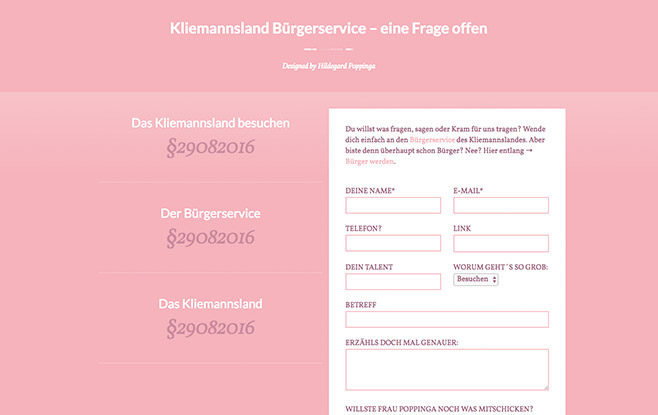 Kliemannsland Bürgerservice – eine Frage offen
Designed by Hildegard Poppinga
Das Kliemannsland besuchen
§29082016
Der Bürgerservice
§29082016
Das Kliemannsland
§29082016
Du willst was fragen, sagen oder Kram für uns tragen? Wende
dich einfach an den Bürgerservice des Kliemannslandes. Aber
biste denn überhaupt schon Bürger? Nee? Hier entlang →
Bürger werden.
DEINE NAME*
E-MAIL*
TELEFON?
LINK
DEIN TALENT
WORUM GEHT´S SO GROB:
Besuchen
BETREFF
ERZÄHLS DOCH MAL GENAUER:
WILLSTE FRAU POPPINGA NOCH WAS MITSCHICKEN?